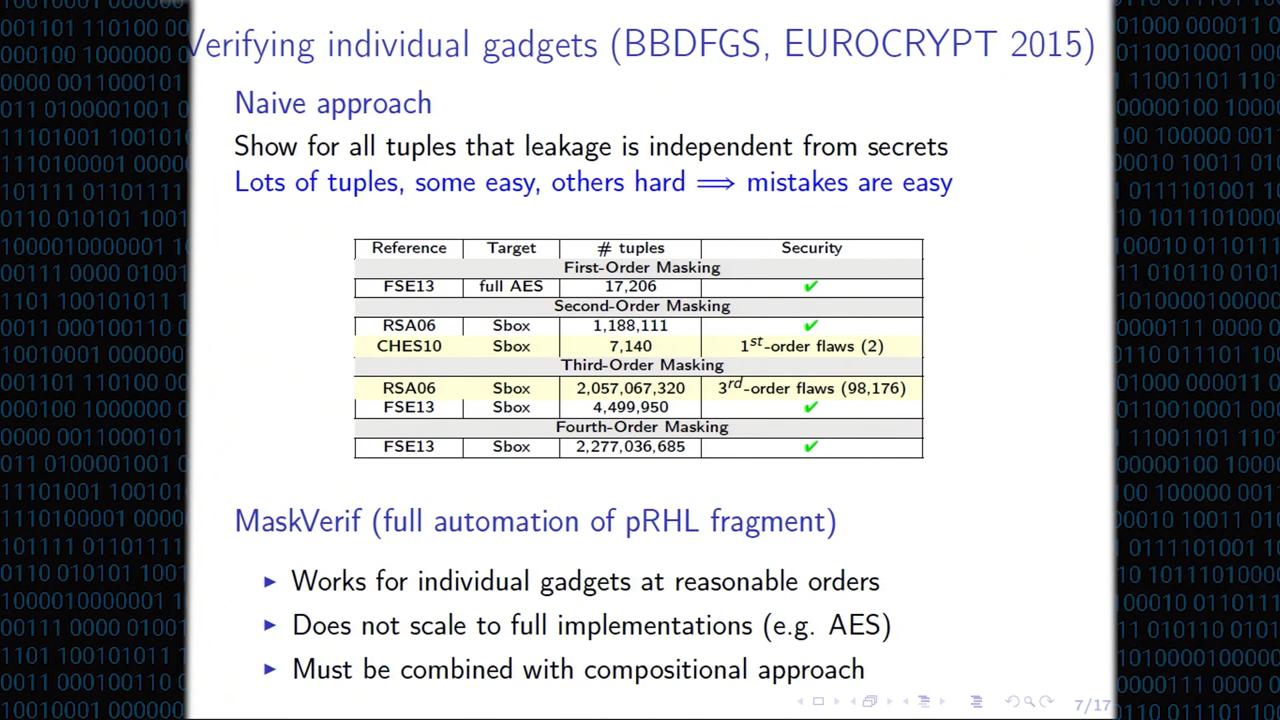 Verifying individual gadgets (BBDFGS, EUROCRYPT 2015)
Naive approach
Show for all tuples that leakage is independent from secrets
Lots of tuples, some easy, others hard ⟹ mistakes are easy
Reference Target # tuples Security
First-Order Masking
FSE13 full AES 17,206 ✔
Second-Order Masking
RSA06 Sbox 1,188,111 ✔
CHES10 Sbox 7,140 1st-order flaws (2)
Third-Order Masking
RSA06 Sbox 2,057,067,320 3rd-order flaws (98,176)
FSE13 Sbox 4,499,950 ✔
Fourth-Order Masking
FSE13 Sbox 2,277,036,685 ✔
MaskVerif (full automation of pRHL fragment)
▶ Works for individual gadgets at reasonable orders
▶ Does not scale to full implementations (e.g. AES)
▶ Must be combined with compositional approach
7/17